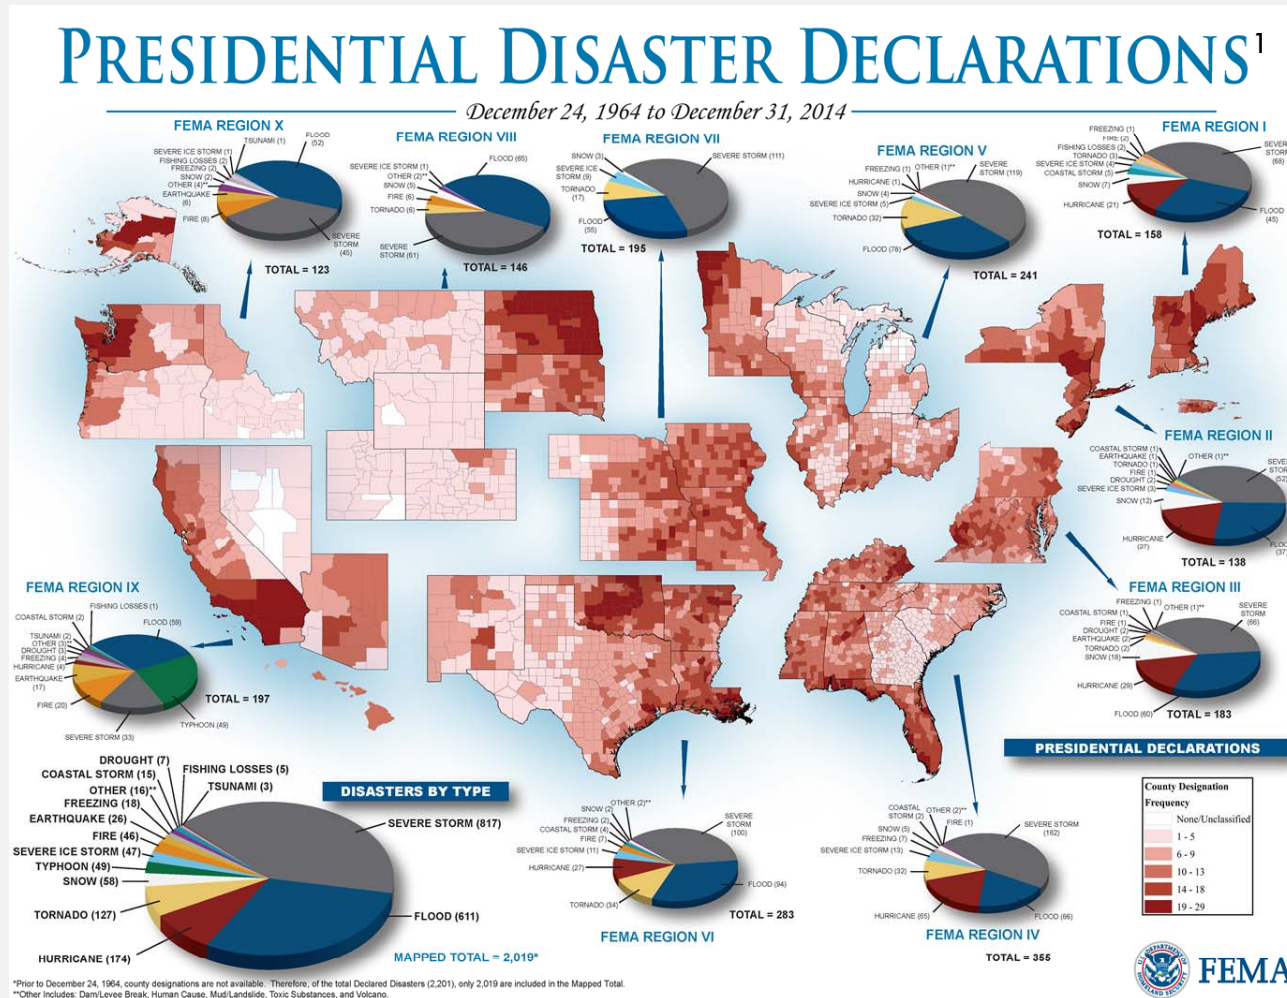 PRESIDENTIAL DISASTER DECLARATIONS1
December 24, 1964 to December 31, 2014
FEMA REGION X
TSUNAMI (1)
FLOOD
(52)
SEVERE ICE STORM (1)
FISHING LOSSES (2)
FREEZING (2)
SNOW (2)
OTHER (4)**
EARTHQUAKE
(6)
FIRE (8)
SEVERE
STORM
(45)
TOTAL = 123
FEMA REGION VIII
FLOOD (65)
SEVERE ICE STORM (1)
OTHER (2)**
SNOW (5)
FIRE (6)
TORNADO (6)
SEVERE
STORM (61)
TOTAL = 146
FEMA REGION VII
SNOW (3)
SEVERE STORM (111)
SEVERE ICE
STORM (9)
TORNADO
(17)
FLOOD
(55)
TOTAL = 195
FEMA REGION V
FREEZING (1)
OTHER (1)**
SEVERE
STORM (119)
HURRICANE (1)
SNOW (4)
SEVERE ICE STORM (5)
TORNADO (32)
FLOOD (78)
TOTAL = 241
FEMA REGION I
FREEZING (1)
FIRE (2)
FISHING LOSSES (2)
TORNADO (3)
SEVERE ICE STORM (4)
COASTAL STORM (5)
SNOW (7)
HURRICANE (21)
SEVER
STOR
(68)
FLOOD
(45)
TOTAL = 158
FEMA REGION II
COASTAL STORM (1)
EARTHQUAKE (1)
TORNADO (1)
FIRE (1)
DROUGHT (2)
SEVERE ICE STORM (3)
SNOW (12)
OTHER (1)**
SEVE
STOR
(52)
HURRICANE
(27)
FLOO
(37)
TOTAL = 138
FEMA REGION III
FREEZING (1)
OTHER (1)**
SEVERE
STORM
(66)
COASTAL STORM (1)
FIRE (1)
DROUGHT (2)
EARTHQUAKE (2)
TORNADO (2)
SNOW (18)
HURRICANE (29)
FLOOD (60)
TOTAL = 183
FEMA REGION IX
FISHING LOSSES (1)
COASTAL STORM (2)
FLOOD (59)
TSUNAMI (2)
OTHER (3)**
DROUGHT (3)
FREEZING (4)
HURRICANE (4)
EARTHQUAKE
(17)
FIRE (20)
SEVERE STORM (33)
TYPHOON (49)
TOTAL = 197
DISASTERS BY TYPE
DROUGHT (7)
FISHING LOSSES (5)
COASTAL STORM (15)
TSUNAMI (3)
OTHER (16)**
FREEZING (18)
EARTHQUAKE (26)
FIRE (46)
SEVERE ICE STORM (47)
TYPHOON (49)
SNOW (58)
TORNADO (127)
HURRICANE (174)
SEVERE STORM (817)
FLOOD (611)
MAPPED TOTAL = 2,019*
SNOW (2)
OTHER (2)**
FREEZING (2)
COASTAL STORM (4)
FIRE (7)
SEVERE ICE STORM (11)
HURRICANE (27)
TORNADO (34)
SEVERE
STORM
(100)
FLOOD (94)
TOTAL = 283
FEMA REGION VI
COASTAL
STORM (2)
OTHER (2)**
FIRE (1)
SEVERE STORM
(162)
SNOW (5)
FREEZING (7)
SEVERE ICE STORM (13)
TORNADO (32)
HURRICANE (65)
FLOOD (66)
FEMA REGION IV
TOTAL = 355
PRESIDENTIAL DECLARATIONS
County Designation
Frequency
None/Unclassified
1 - 5
6 - 9
10 - 13
14 - 18
19 - 29
U.S. DEPARTMENT OF
HOMELAND SECURITY
FEMA
*Prior to December 24, 1964, county designations are not available. Therefore, of the total Declared Disasters (2,201), only 2,019 are included in the Mapped Total.
**Other Includes: Dam/Levee Break, Human Cause, Mud/Landslide, Toxic Substances, and Volcano.